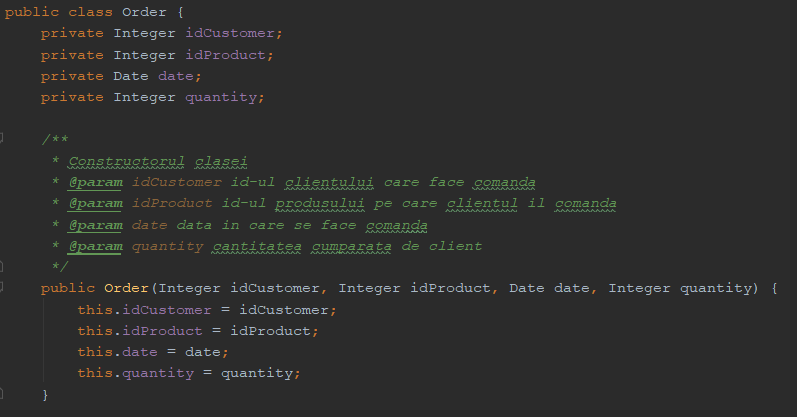 public class Order {
    private Integer idCustomer;
    private Integer idProduct;
    private Date date;
    private Integer quantity;
    /**
     * Constructorul clasei
     * @param idCustomer id-ul clientului care face comanda
     * @param idProduct id-ul produsului pe care clientul il comanda
     * @param date data in care se face comanda
     * @param quantity cantitatea cumparata de client
     */
    public Order(Integer idCustomer, Integer idProduct, Date date, Integer quantity) {
        this.idCustomer = idCustomer;
        this.idProduct = idProduct;
        this.date = date;
        this.quantity = quantity;
    }